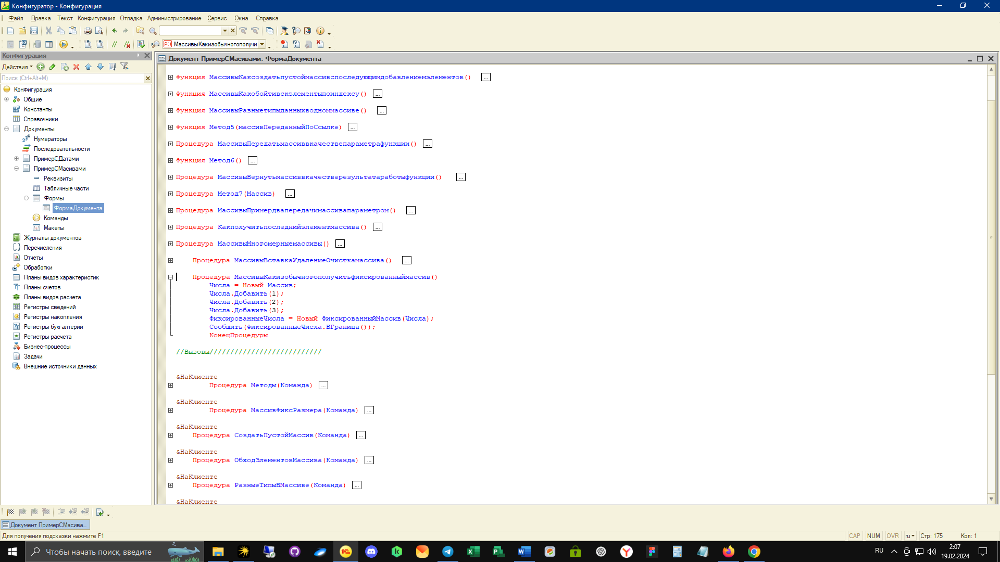 Конфигуратор - Конфигурация
Файл Правка Текст Конфигурация Отладка Администрирование Сервис Окна Справка
МассивыКакизобычногополучи
Конфигурация
Действия
Поиск (Ctrl+Alt+M)
Конфигурация
Общие
Константы
Справочники
Документы
Нумераторы
Последовательности
ПримерСДатами
ПримерСМасивами
Реквизиты
Табличные части
Формы
ФормаДокумента
Команды
Макеты
Журналы документов
Перечисления
Отчеты
Обработки
Планы видов характеристик
Планы счетов
Планы видов расчета
Регистры сведений
Регистры накопления
Регистры бухгалтерии
Регистры расчета
Бизнес-процессы
Задачи
Внешние источники данных
Документ ПримерСМасивами: ФормаДокумента
Функция МассивыКаксоздатьпустоймассивспоследующимдобавлениемэлементов() ...
Функция МассивыКакобойтивскэлементыпоиндексу() ...
Функция МассивыРазныетипыданныхводноммассиве() ...
Функция Метод5(массивПереданныйПоСсылке) ...
Процедура МассивыПередатьмассиввкачествепараметрафункции() ...
Функция Метод6() ...
Процедура МассивыВернутьмассиввкачестверезультатаработыфункции() ...
Процедура Метод7(Массив) ...
Процедура МассивыПримердвапередачимассивапараметром() ...
Процедура Какполучитьпоследнийэлементмассива() ...
Процедура МассивыМногомерныемассивы() ...
Процедура МассивыВставкаУдалениеОчисткамассива() ...
Процедура МассивыКакизобычногополучитьфиксированныймассив()
Числа = Новый Массив;
Числа.Добавить(1);
Числа.Добавить(2);
Числа.Добавить(3);
ФиксированныеЧисла = Новый ФиксированныйМассив(Числа);
Сообщить(ФиксированныеЧисла.ВГраница());
КонецПроцедуры
//Вызовы///////////////////////////
&НаКлиенте
Процедура Методы(Команда) ...
&НаКлиенте
Процедура МассивФиксРазмера(Команда) ...
&НаКлиенте
Процедура СоздатьПустойМассив(Команда) ...
&НаКлиенте
Процедура ОбходЭлементовМассива(Команда) ...
&НаКлиенте
Процедура РазныеТипыВМассиве(Команда) ...
&НаКлиенте
Документ ПримерСМасива...
Для получения подсказки нажмите F1
CAP NUM OVR ru Стр: 175 Кол: 1
Чтобы начать поиск, введите
RU
2:07
19.02.2024